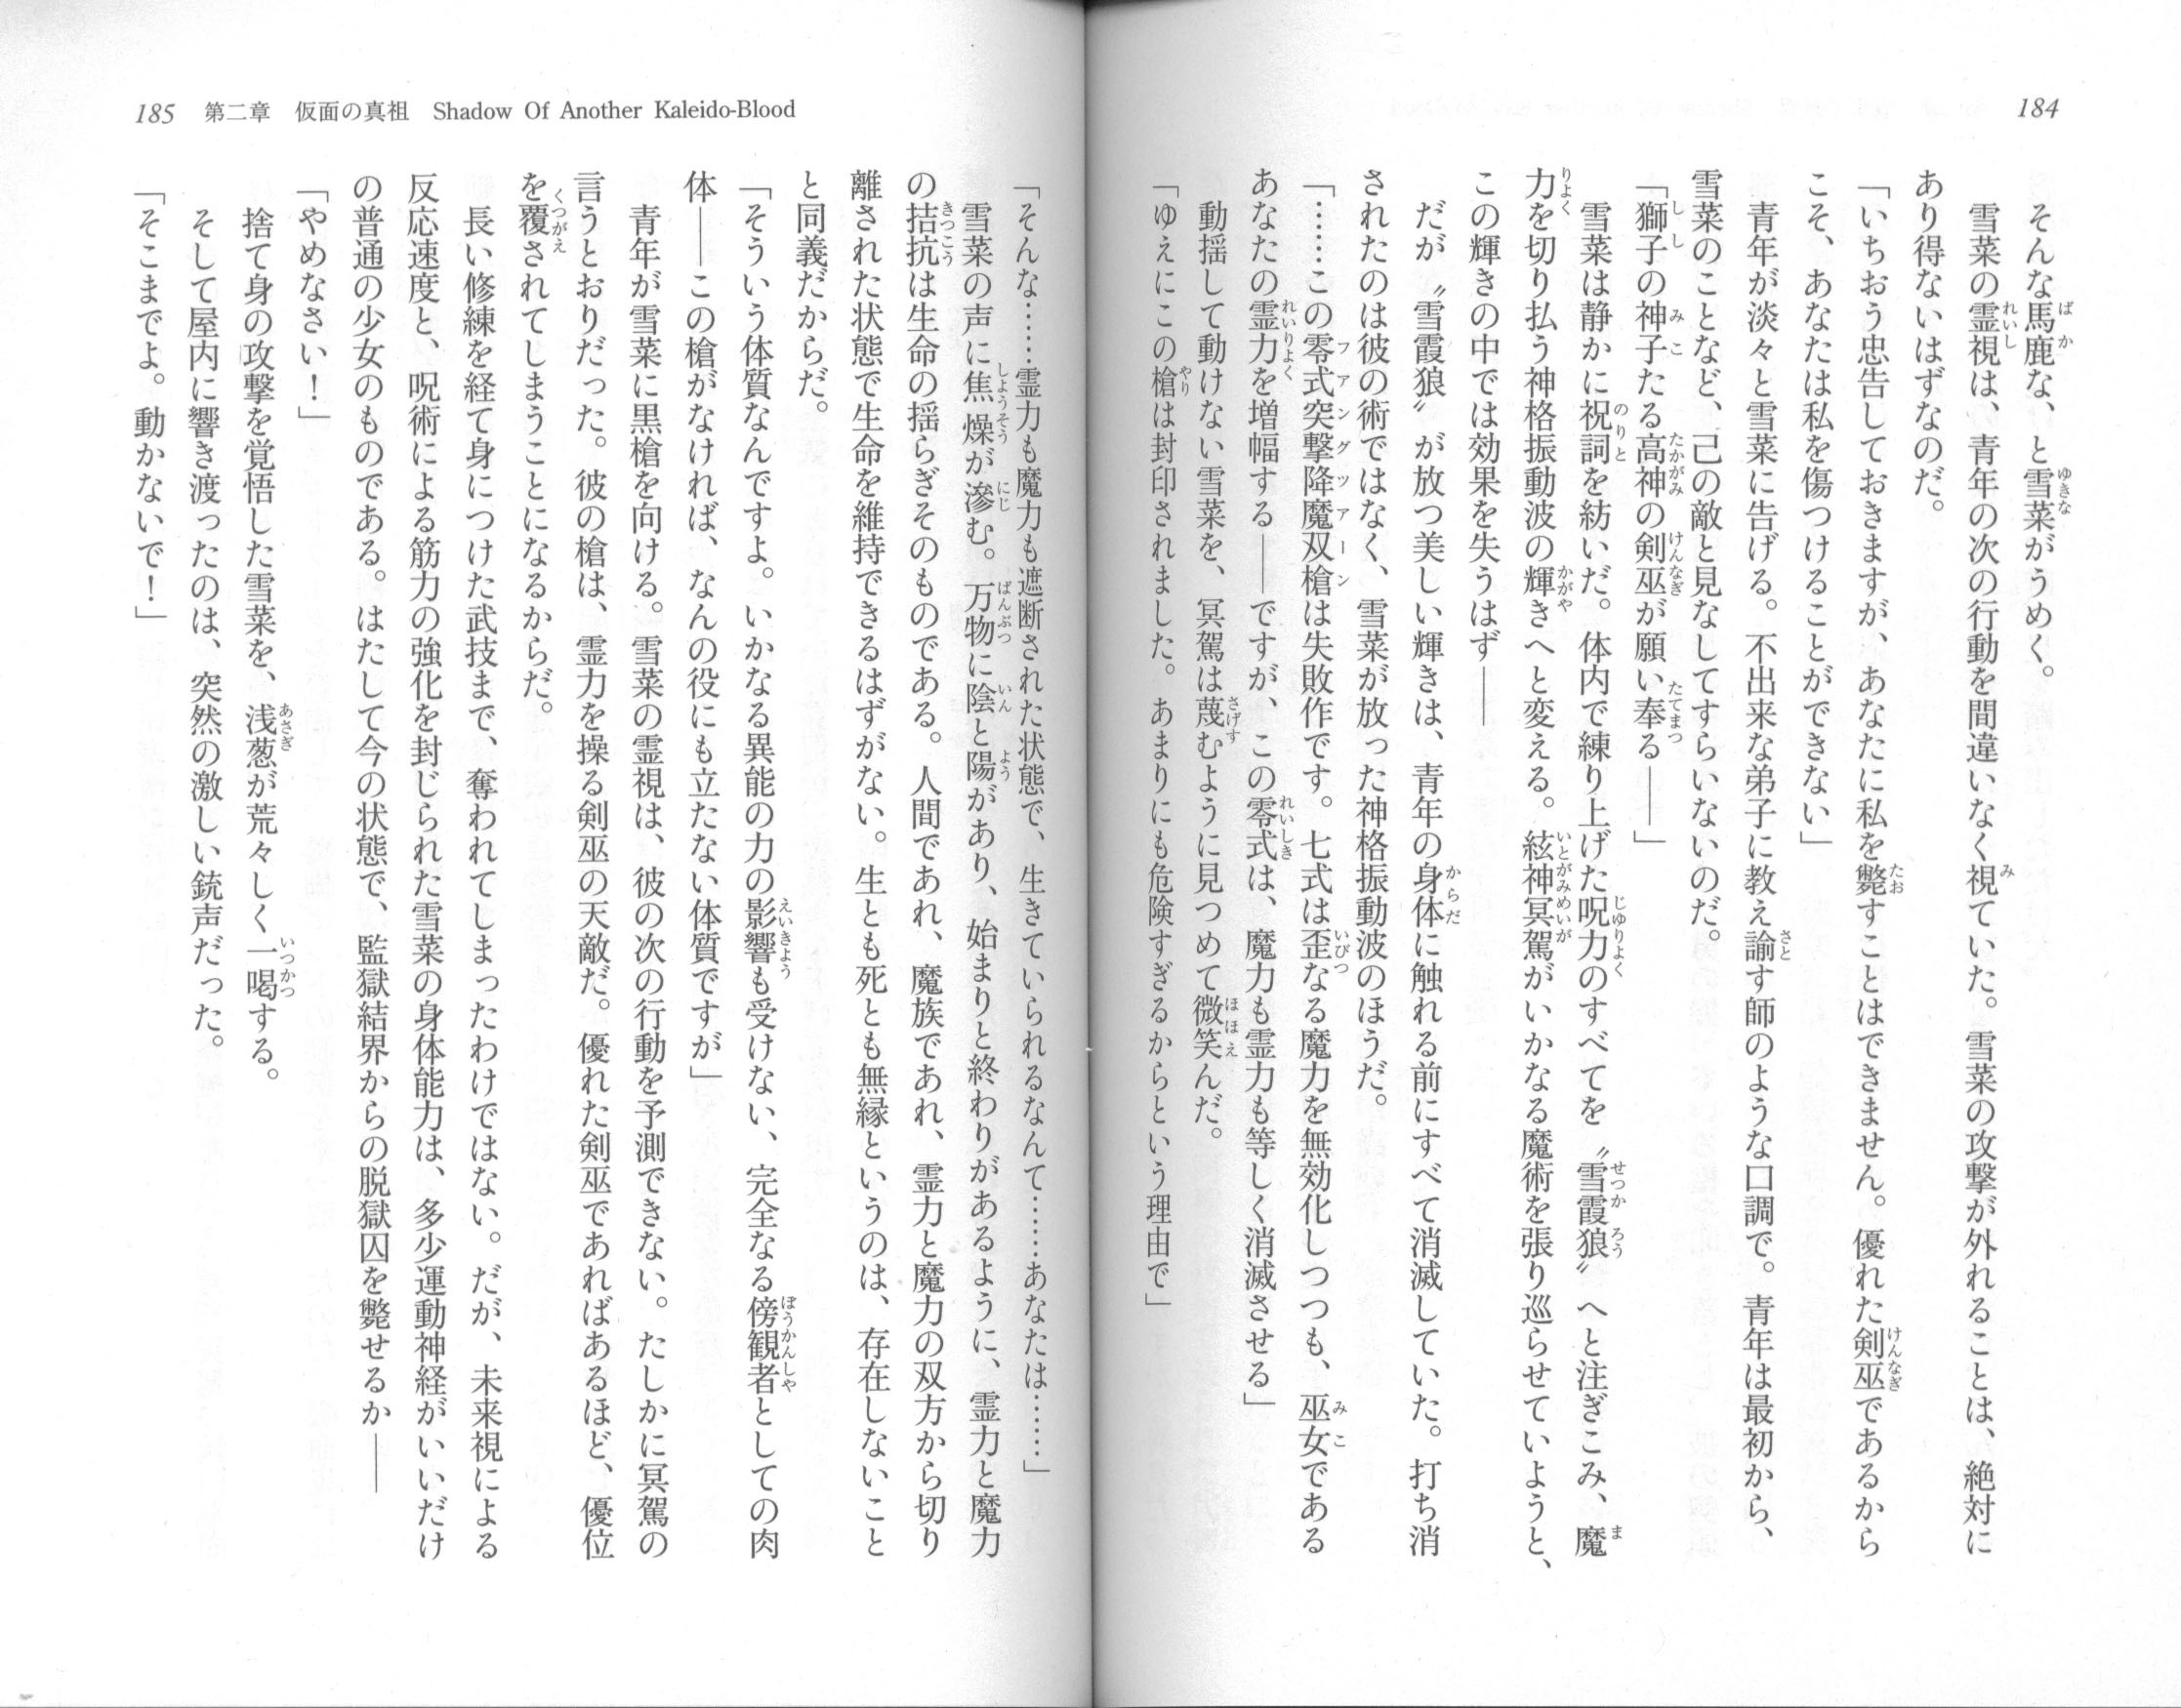 184
そんな馬鹿な、と雪菜がうめく。
雪菜の霊視は、青年の次の行動を間違いなく視ていた。雪菜の攻撃が外れることは、絶対に
あり得ないはずなのだ。
「いちおう忠告しておきますが、あなたに私を斃すことはできません。優れた剣巫であるから
こそ、あなたは私を傷つけることができない」
青年が淡々と雪菜に告げる。不出来な弟子に教え諭す師のような口調で。青年は最初から、
雪菜のことなど、己の敵と見なしてすらいないのだ。
「獅子の神子たる高神の剣巫が願い奉る――」
雪菜は静かに祝詞を紡いだ。体内で練り上げた呪力のすべてを〝雪霞狼〟へと注ぎこみ、魔
力を切り払う神格振動波の輝きへと変える。絃神冥駕がいかなる魔術を張り巡らせていようと、
この輝きの中では効果を失うはず――
だが〝雪霞狼〟が放つ美しい輝きは、青年の身体に触れる前にすべて消滅していた。打ち消
されたのは彼の術ではなく、雪菜が放った神格振動波のほうだ。
「……この零式突撃降魔双槍は失敗作です。七式は歪なる魔力を無効化しつつも、巫女である
あなたの霊力を増幅する――ですが、この零式は、魔力も霊力も等しく消滅させる」
動揺して動けない雪菜を、冥駕は蔑むように見つめて微笑んだ。
「ゆえにこの槍は封印されました。あまりにも危険すぎるからという理由で」
185 第二章 仮面の真祖 Shadow Of Another Kaleido-Blood
「そんな……霊力も魔力も遮断された状態で、生きていられるなんて……あなたは……」
雪菜の声に焦燥が滲む。万物に陰と陽があり、始まりと終わりがあるように、霊力と魔力
の拮抗は生命の揺らぎそのものである。人間であれ、魔族であれ、霊力と魔力の双方から切り
離された状態で生命を維持できるはずがない。生とも死とも無縁というのは、存在しないこと
と同義だからだ。
「そういう体質なんですよ。いかなる異能の力の影響も受けない、完全なる傍観者としての肉
体――この槍がなければ、なんの役にも立たない体質ですが」
青年が雪菜に黒槍を向ける。雪菜の霊視は、彼の次の行動を予測できない。たしかに冥駕の
言うとおりだった。彼の槍は、霊力を操る剣巫の天敵だ。優れた剣巫であればあるほど、優位
を覆されてしまうことになるからだ。
長い修練を経て身につけた武技まで、奪われてしまったわけではない。だが、未来視による
反応速度と、呪術による筋力の強化を封じられた雪菜の身体能力は、多少運動神経がいいだけ
の普通の少女のものである。はたして今の状態で、監獄結界からの脱獄囚を斃せるか――
「やめなさい！」
捨て身の攻撃を覚悟した雪菜を、浅葱が荒々しく一喝する。
そして屋内に響き渡ったのは、突然の激しい銃声だった。
「そこまでよ。動かないで！」